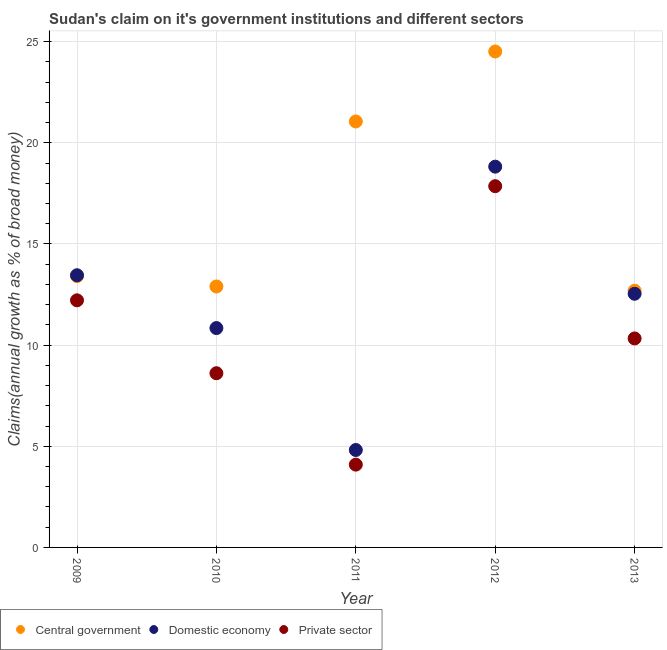 Sudan's claim on it's government institutions and different sectors
Claims(annual growth as % of broad money)
25
20
15
10
5
0
2009
2010
2011
2012
2013
Year
Central government
Domestic economy
Private sector